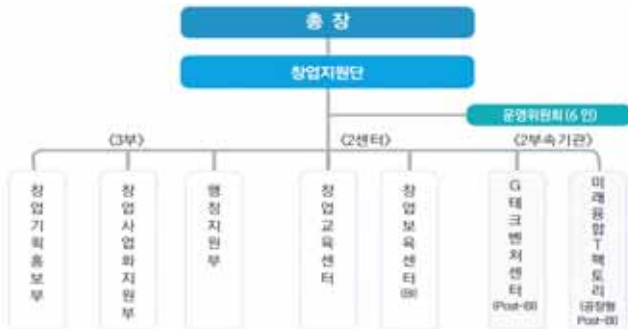 총 장
창업지원단
운영위원회(6 인)
<3부>
<2센터>
<2부속기관>
창업기획홍보부
창업사업화지원부
행정지원부
창업교육센터
창업보육센터(BI)
G테크벤처센터(Post-BI)
미래융합T팩토리(공장형 Post-BI)